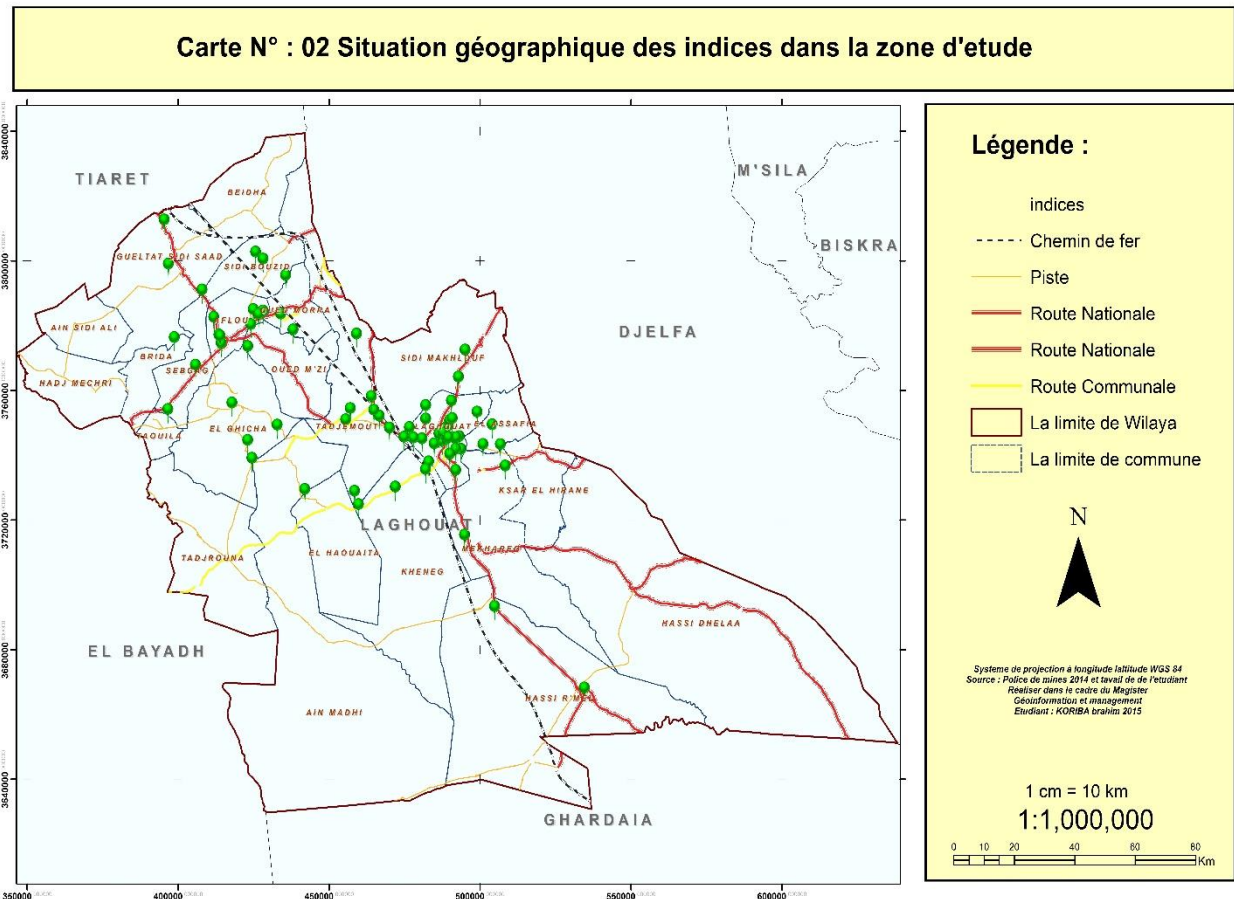 Carte N° : 02 Situation géographique des indices dans la zone d'etude
TIARET
M'SILA
BISKRA
DJELFA
LAGHOUAT
EL BAYADH
GHARDAIA
BEIDHA
GUELTAT SIDI SAAD
SIDI BOUZID
OUED MORRA
AFLOU
AIN SIDI ALI
BRIDA
SEBGAG
HADJ MECHRI
OUED M'ZI
SIDI MAKHLOUF
TAOUILA
EL GHICHA
TADJEMOUT
LAGHOUAT
EL ASSAFIA
KSAR EL HIRANE
TADJROUNA
EL HAOUAITA
KHENEG
MEKHAREG
HASSI DHELAA
HASSI R'MEL
AIN MADHI
3840000
3800000
3760000
3720000
3680000
3640000
350000
400000
450000
500000
550000
600000
Légende :
indices
Chemin de fer
Piste
Route Nationale
Route Nationale
Route Communale
La limite de Wilaya
La limite de commune
N
Systeme de projection à longitude laltitude WGS 84
Source : Police de mines 2014 et tavail de de l'etudiant
Réaliser dans le cadre du Magister
Géoinformation et management
Etudiant : KORIBA brahim 2015
1 cm = 10 km
1:1,000,000
0 10 20 40 60 80
Km